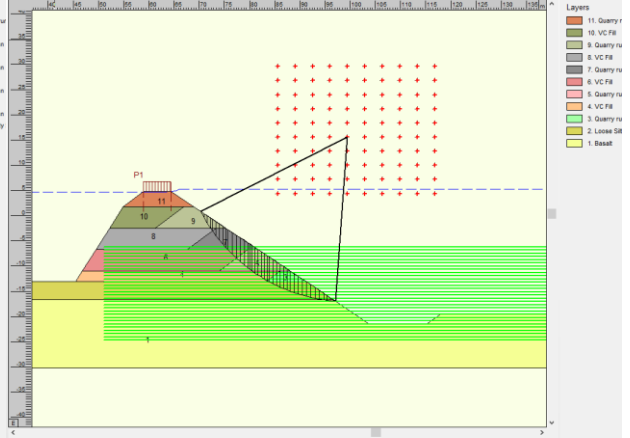 40 45 50 55 60 65 70 75 80 85 90 95 100 105 110 115 120 125 130 135 m
Layers
11. Quarry r
10. VC Fill
9. Quarry ru
8. VC Fill
7. Quarry ru
6. VC Fill
5. Quarry ru
4. VC Fill
3. Quarry ru
2. Loose Silt
1. Basalt
35
30
25
20
15
10
5
0
-5
-10
-15
-20
-25
-30
-35
-40
P1
11
10
9
8
1